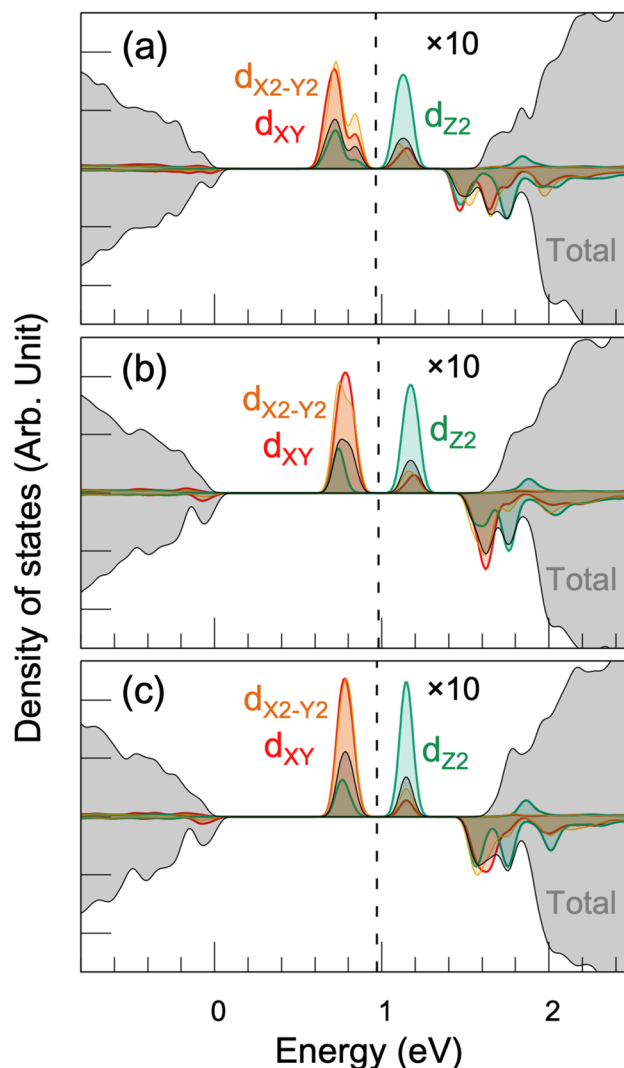 (a)
×10
dX2-Y2
dXY
dZ2
Total
(b)
×10
dX2-Y2
dXY
dZ2
Total
(c)
×10
dX2-Y2
dXY
dZ2
Total
Density of states (Arb. Unit)
0 1 2
Energy (eV)